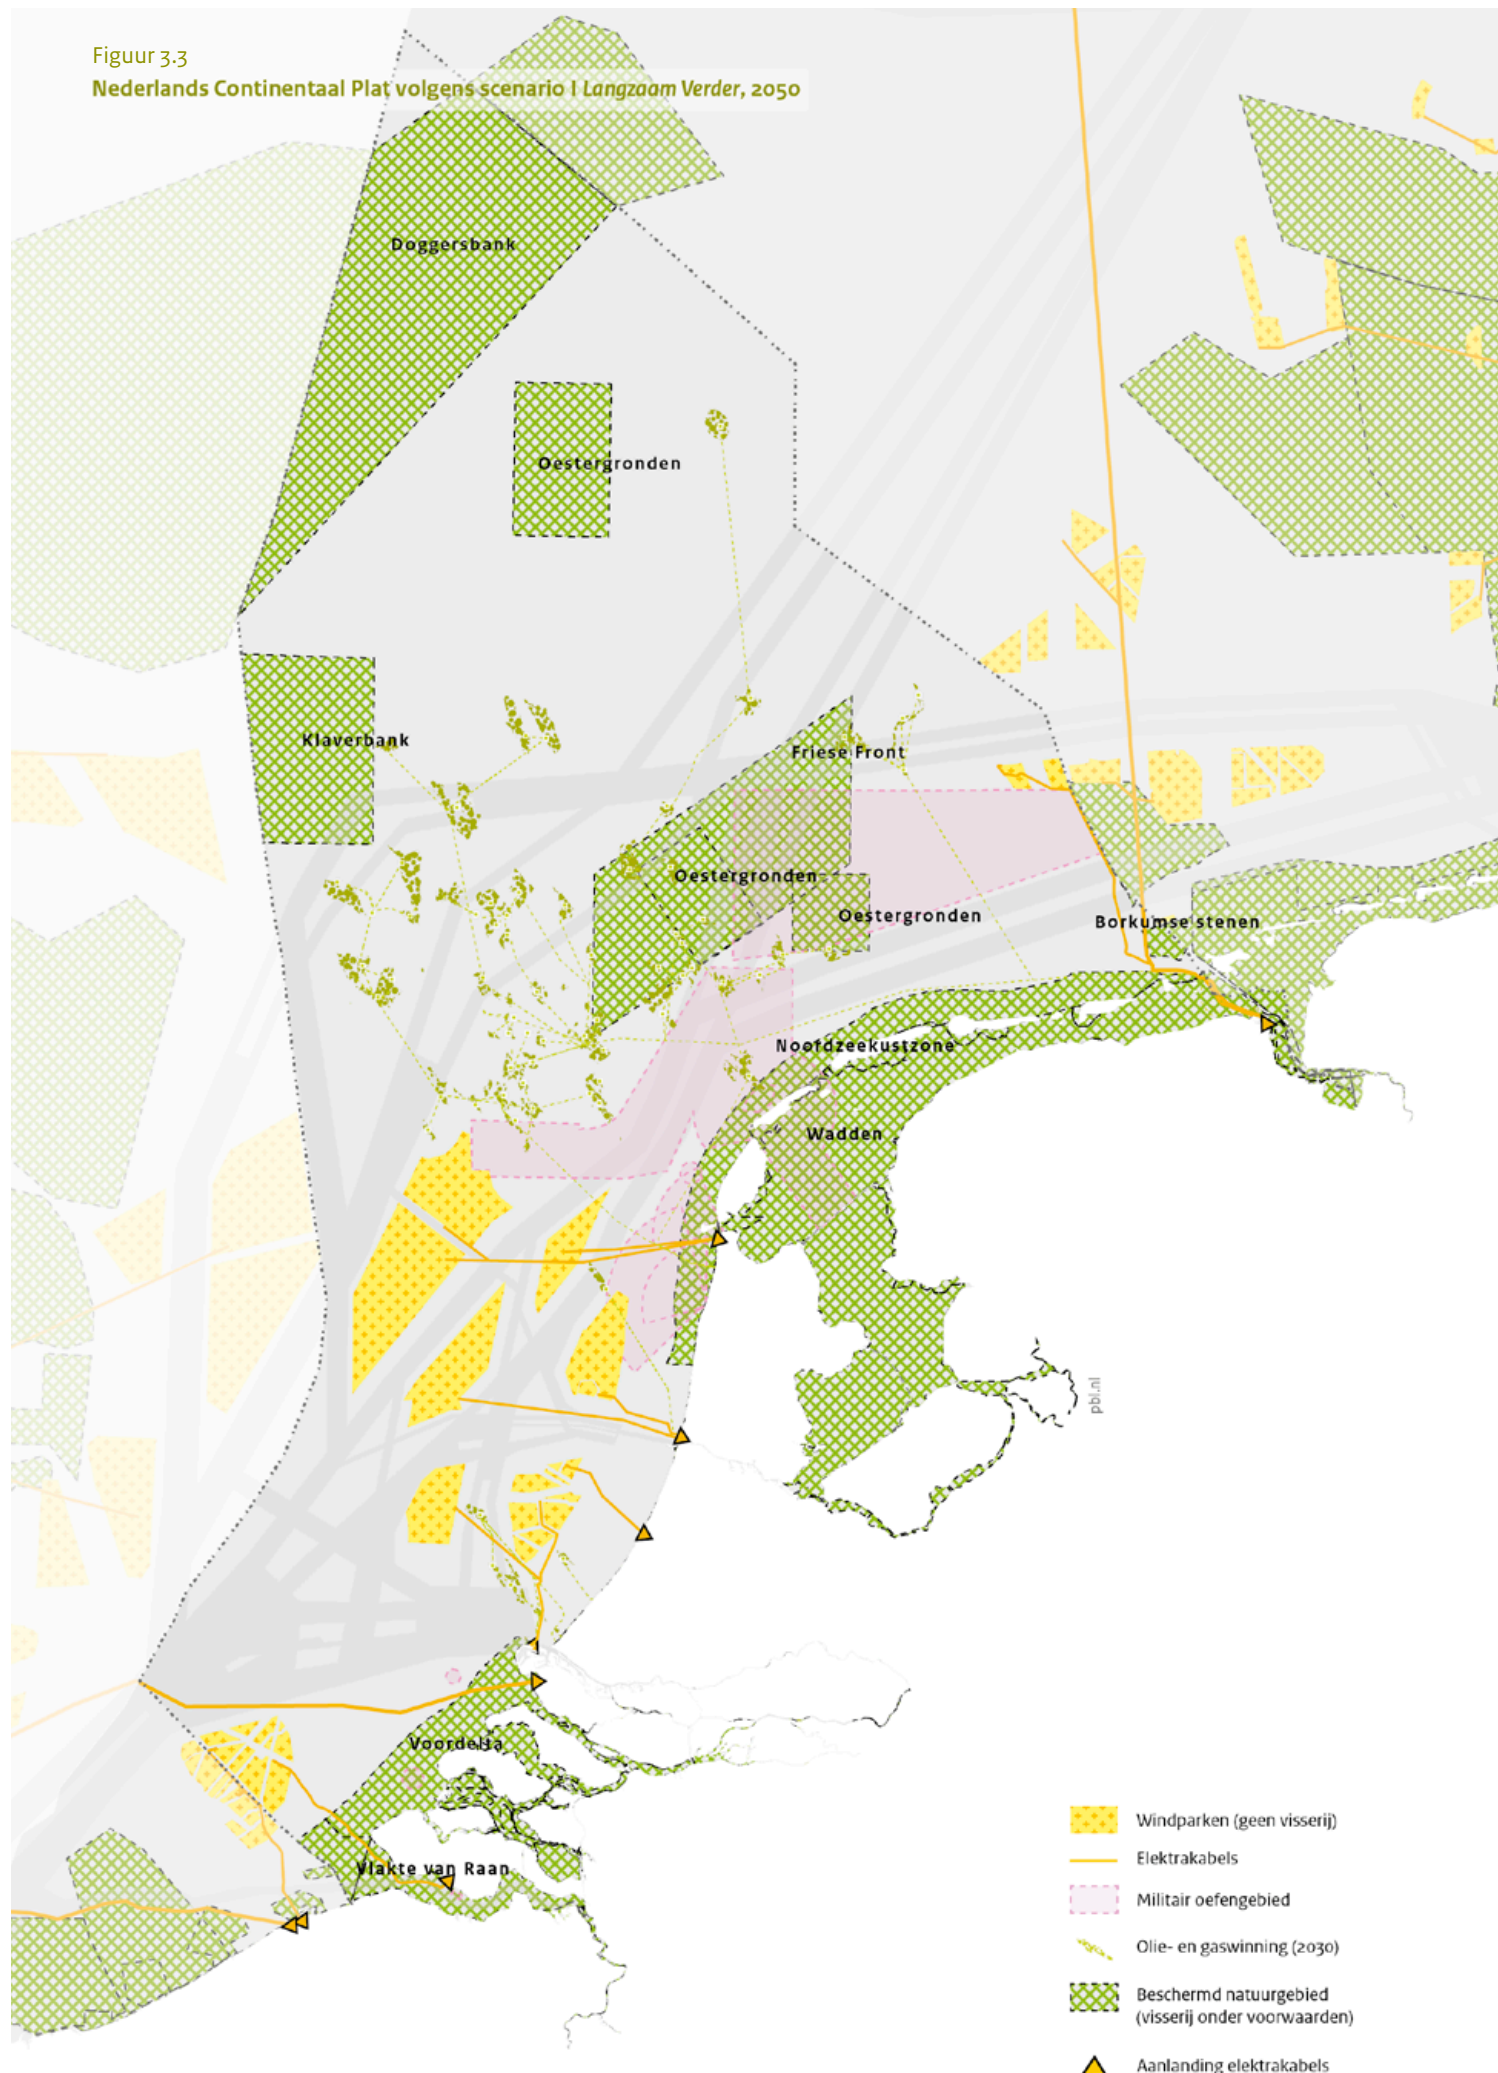 Figuur 3.3
Nederlands Continentaal Plat volgens scenario I Langzaam Verder, 2050
Doggersbank
Oestergronden
Klaverbank
Friese Front
Oestergronden
Oestergronden
Borkumse stenen
Noordzeekustzone
Wadden
pbl.nl
Voordelta
Vlakte van Raan
Windparken (geen visserij)
Elektrakabels
Militair oefengebied
Olie- en gaswinning (2030)
Beschermd natuurgebied
(visserij onder voorwaarden)
Aanlanding elektrakabels